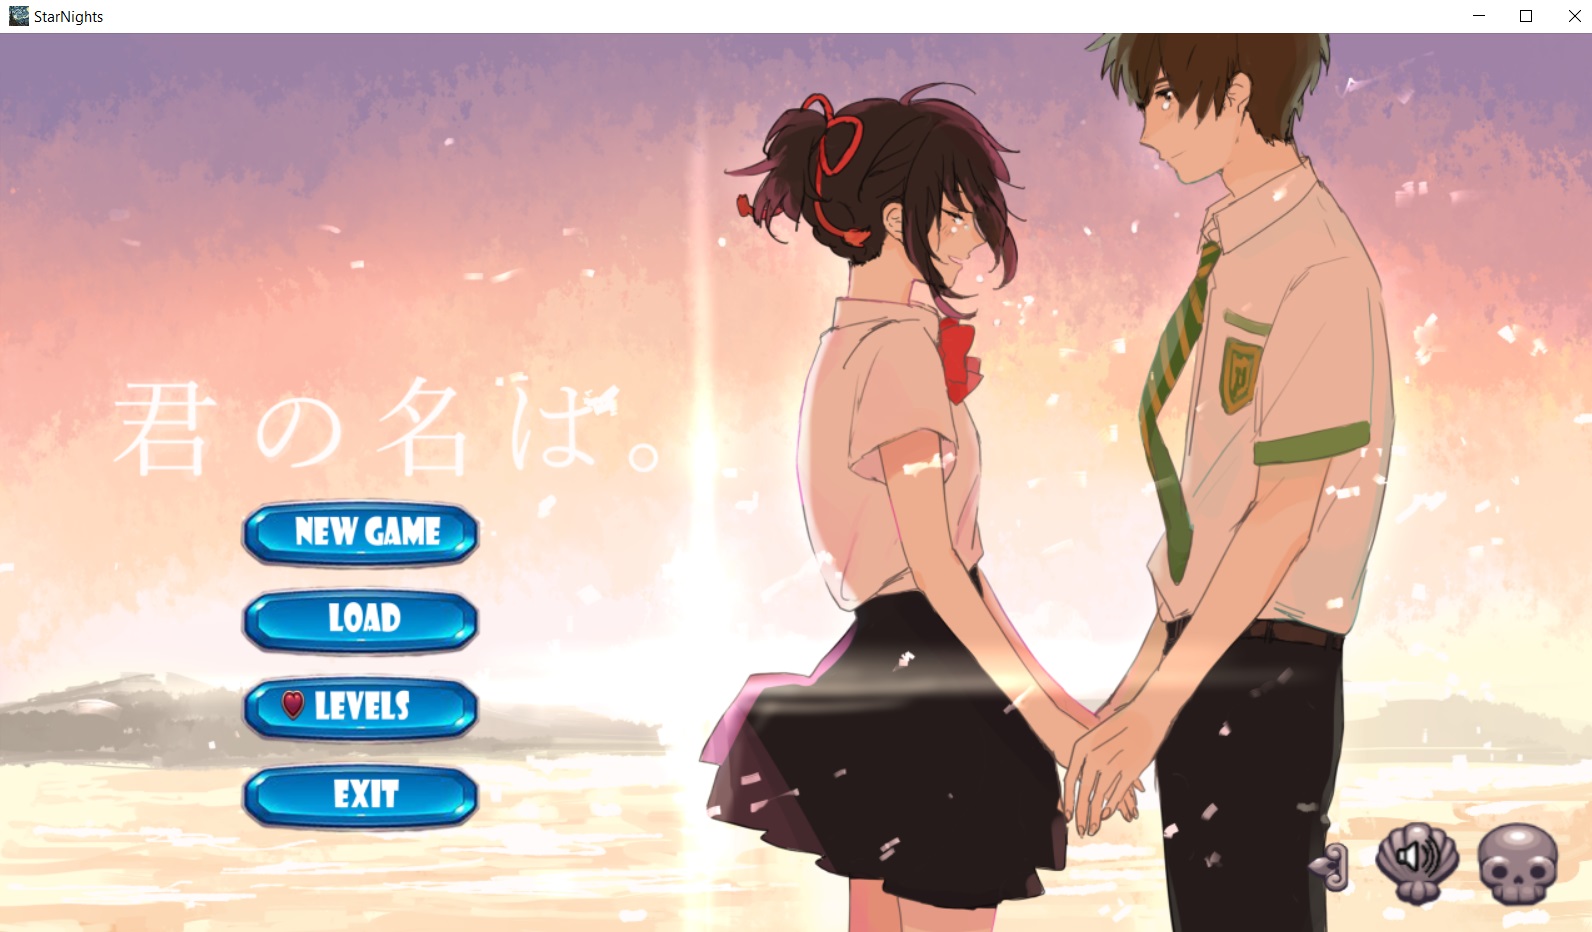 StarNights
君の名は。
NEW GAME
LOAD
LEVELS
EXIT